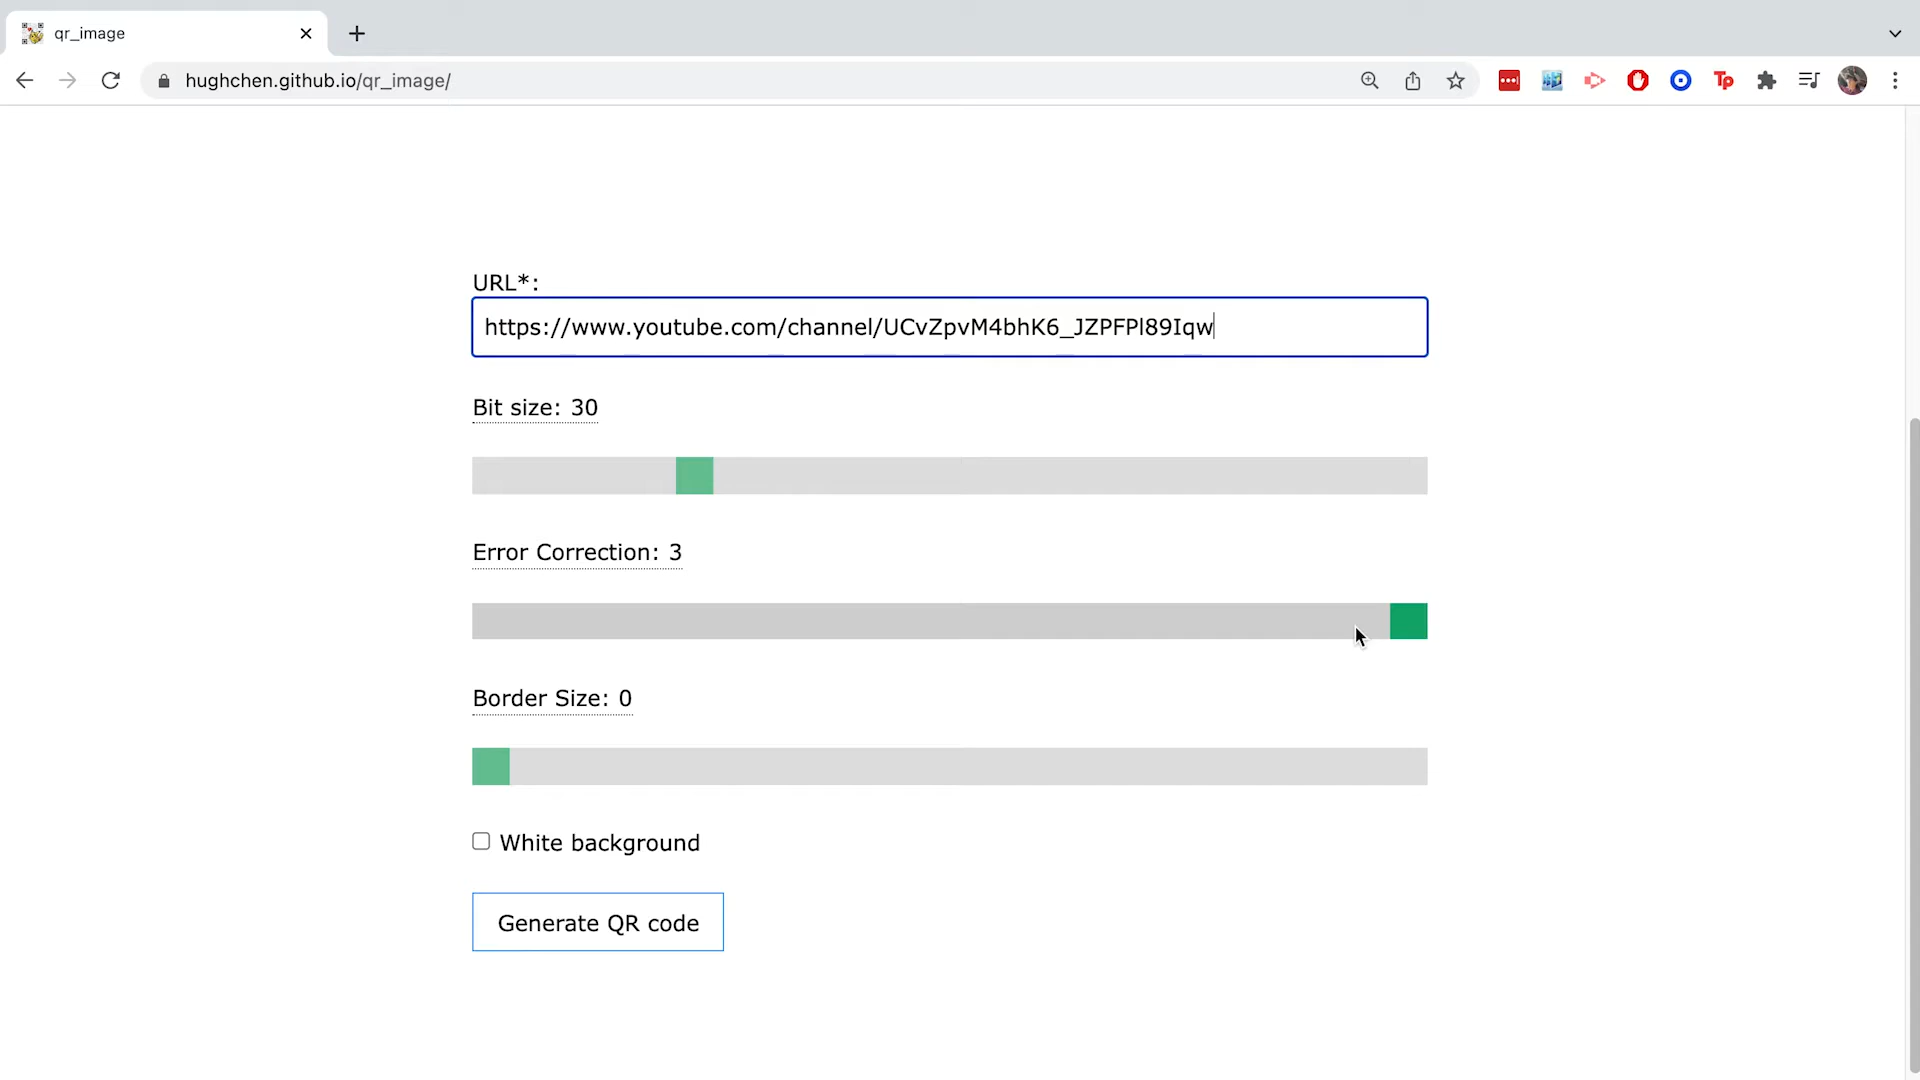 qr_image
hughchen.github.io/qr_image/
Tp
URL*:
https://www.youtube.com/channel/UCvZpvM4bhK6_JZPFPl89Iqw
Bit size: 30
Error Correction: 3
Border Size: 0
White background
Generate QR code